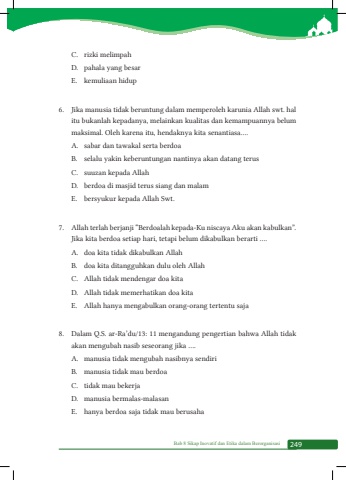 C. rizki melimpah
D. pahala yang besar
E. kemuliaan hidup
6. Jika manusia tidak beruntung dalam memperoleh karunia Allah swt. hal
itu bukanlah kepadanya, melainkan kualitas dan kemampuannya belum
maksimal. Oleh karena itu, hendaknya kita senantiasa....
A. sabar dan tawakal serta berdoa
B. selalu yakin keberuntungan nantinya akan datang terus
C. suuzan kepada Allah
D. berdoa di masjid terus siang dan malam
E. bersyukur kepada Allah Swt.
7. Allah terlah berjanji "Berdoalah kepada-Ku niscaya Aku akan kabulkan".
Jika kita berdoa setiap hari, tetapi belum dikabulkan berarti ....
A. doa kita tidak dikabulkan Allah
B. doa kita ditangguhkan dulu oleh Allah
C. Allah tidak mendengar doa kita
D. Allah tidak memerhatikan doa kita
E. Allah hanya mengabulkan orang-orang tertentu saja
8. Dalam Q.S. ar-Ra'du/13: 11 mengandung pengertian bahwa Allah tidak
akan mengubah nasib seseorang jika ....
A. manusia tidak mengubah nasibnya sendiri
B. manusia tidak mau berdoa
C. tidak mau bekerja
D. manusia bermalas-malasan
E. hanya berdoa saja tidak mau berusaha
Bab 8 Sikap Inovatif dan Etika dalam Berorganisasi 249